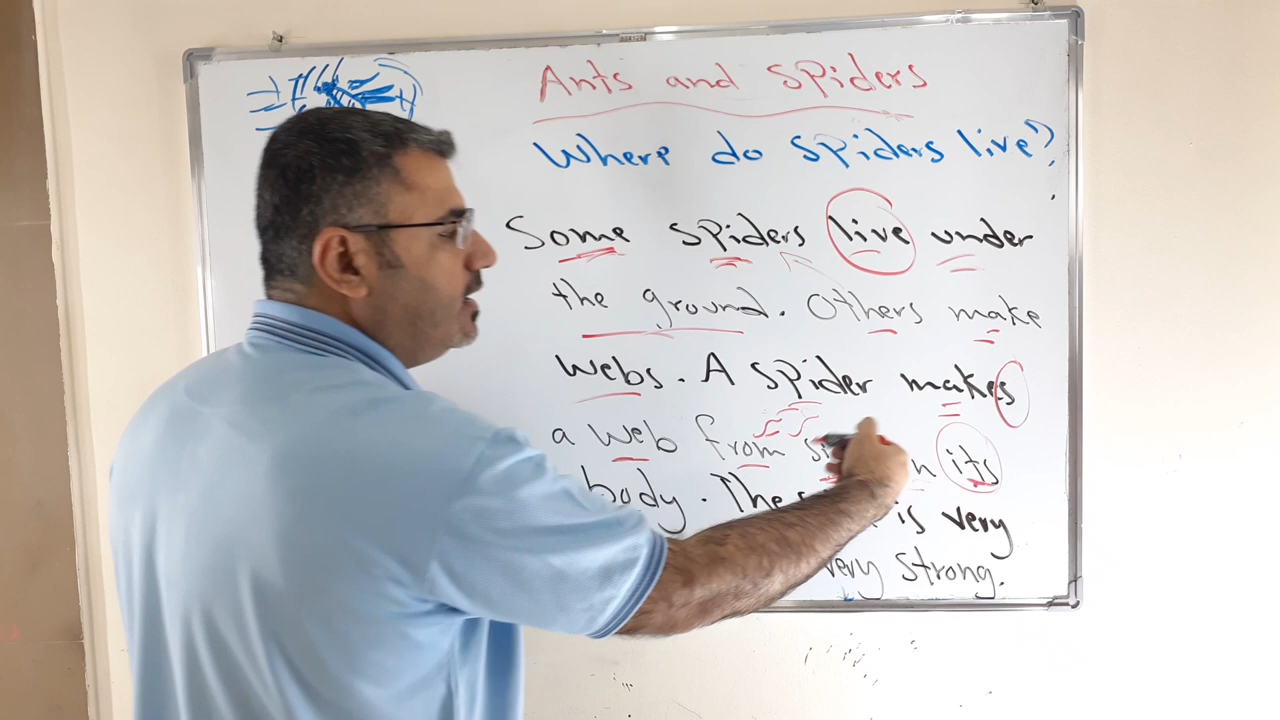 Ants and Spiders
Where do spiders live?
Some spiders live under
the ground. Others make
webs. A spider makes
a web from its
body. The is very
very strong.